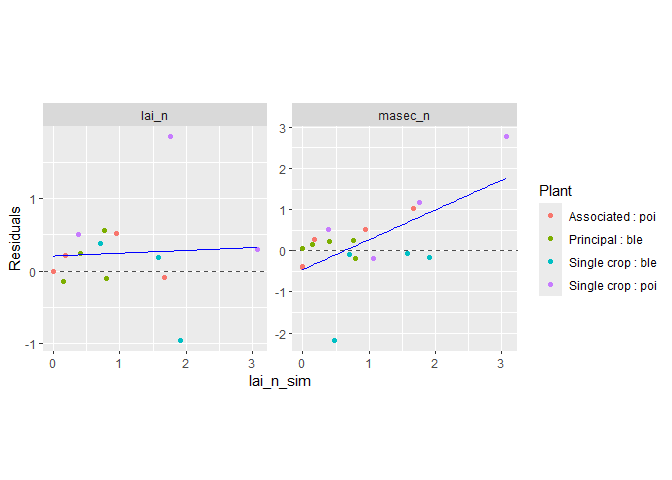 lai_n
masec_n
Residuals
1
0
-1
3
2
1
0
-1
-2
0
1
2
3
0
1
2
3
lai_n_sim
Plant
Associated : poi
Principal : ble
Single crop : ble
Single crop : poi